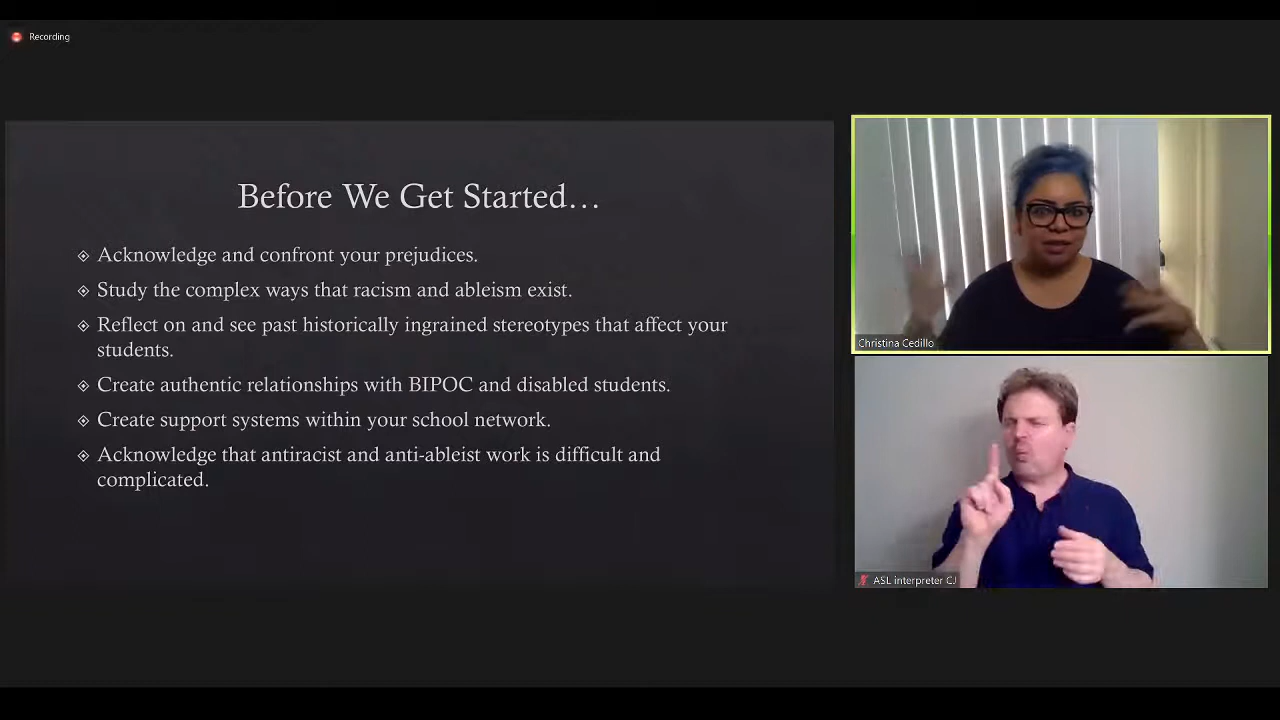 Recording
Before We Get Started…
Acknowledge and confront your prejudices.
Study the complex ways that racism and ableism exist.
Reflect on and see past historically ingrained stereotypes that affect your
students.
Create authentic relationships with BIPOC and disabled students.
Create support systems within your school network.
Acknowledge that antiracist and anti-ableist work is difficult and
complicated.
Christina Cedillo
ASL interpreter CJ